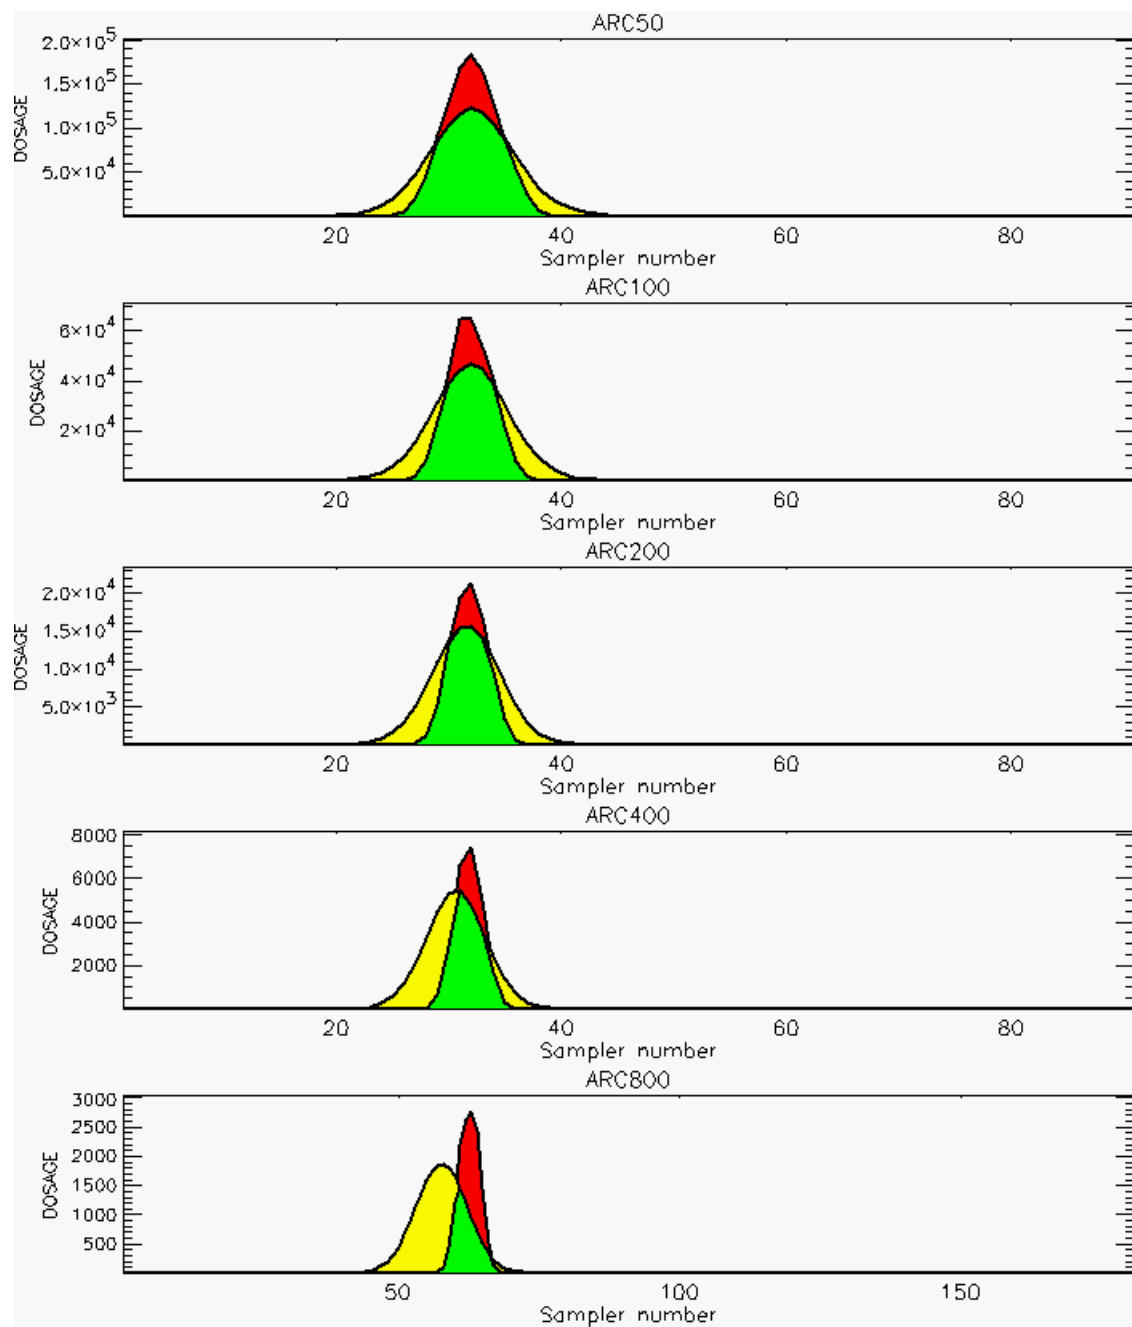 ARC50
2.0×10^5
1.5×10^5
1.0×10^5
5.0×10^4
DOSAGE
20 40 60 80
Sampler number
ARC100
6×10^4
4×10^4
2×10^4
DOSAGE
20 40 60 80
Sampler number
ARC200
2.0×10^4
1.5×10^4
1.0×10^4
5.0×10^3
DOSAGE
20 40 60 80
Sampler number
ARC400
8000
6000
4000
2000
DOSAGE
20 40 60 80
Sampler number
ARC800
3000
2500
2000
1500
1000
500
DOSAGE
50 100 150
Sampler number